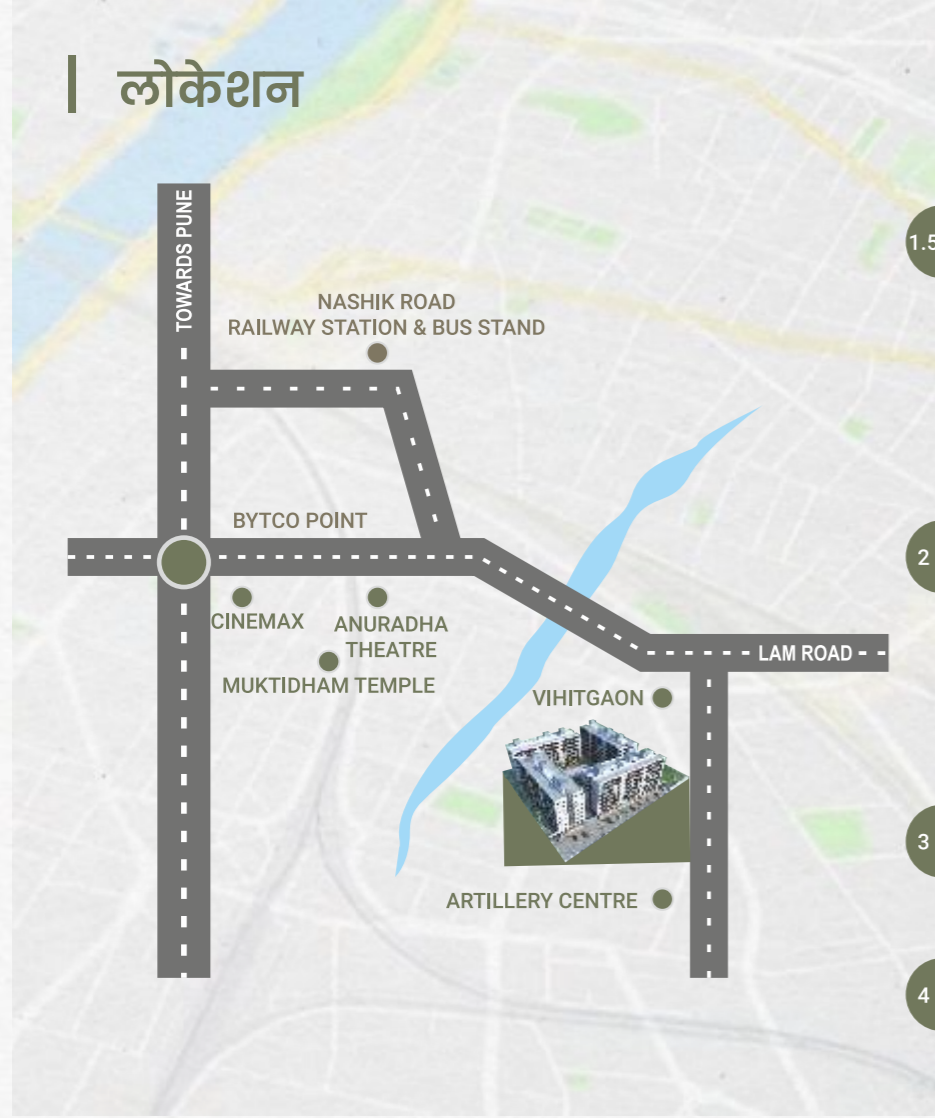 लोकेशन
TOWARDS PUNE
1.5
NASHIK ROAD
RAILWAY STATION & BUS STAND
BYTCO POINT
2
CINEMAX
ANURADHA
THEATRE
MUKTIDHAM TEMPLE
LAM ROAD
VIHITGAON
3
ARTILLERY CENTRE
4